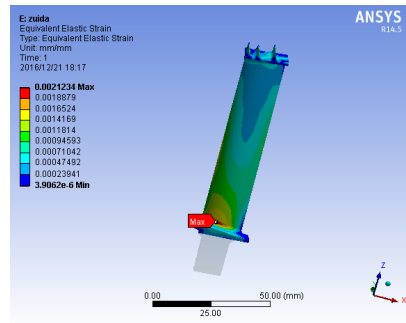 E: zuida
Equivalent Elastic Strain
Type: Equivalent Elastic Strain
Unit: mm/mm
Time: 1
2016/12/21 18:17
ANSYS
R14.5
0.0021234 Max
0.0018879
0.0016524
0.0014169
0.0011814
0.00094593
0.00071042
0.00047492
0.00023941
3.9062e-6 Min
Max
0.00
50.00 (mm)
25.00
Z
Y
X